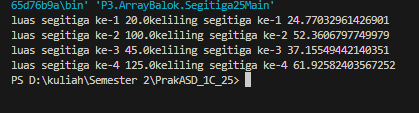 65d76b9a\bin' 'P3.ArrayBalok.Segitiga25Main'
luas segitiga ke-1 20.0keliling segitiga ke-1 24.77032961426901
luas segitiga ke-2 100.0keliling segitiga ke-2 52.3606797749979
luas segitiga ke-3 45.0keliling segitiga ke-3 37.15549442140351
luas segitiga ke-4 125.0keliling segitiga ke-4 61.92582403567252
PS D:\kuliah\Semester 2\PrakASD_1C_25>